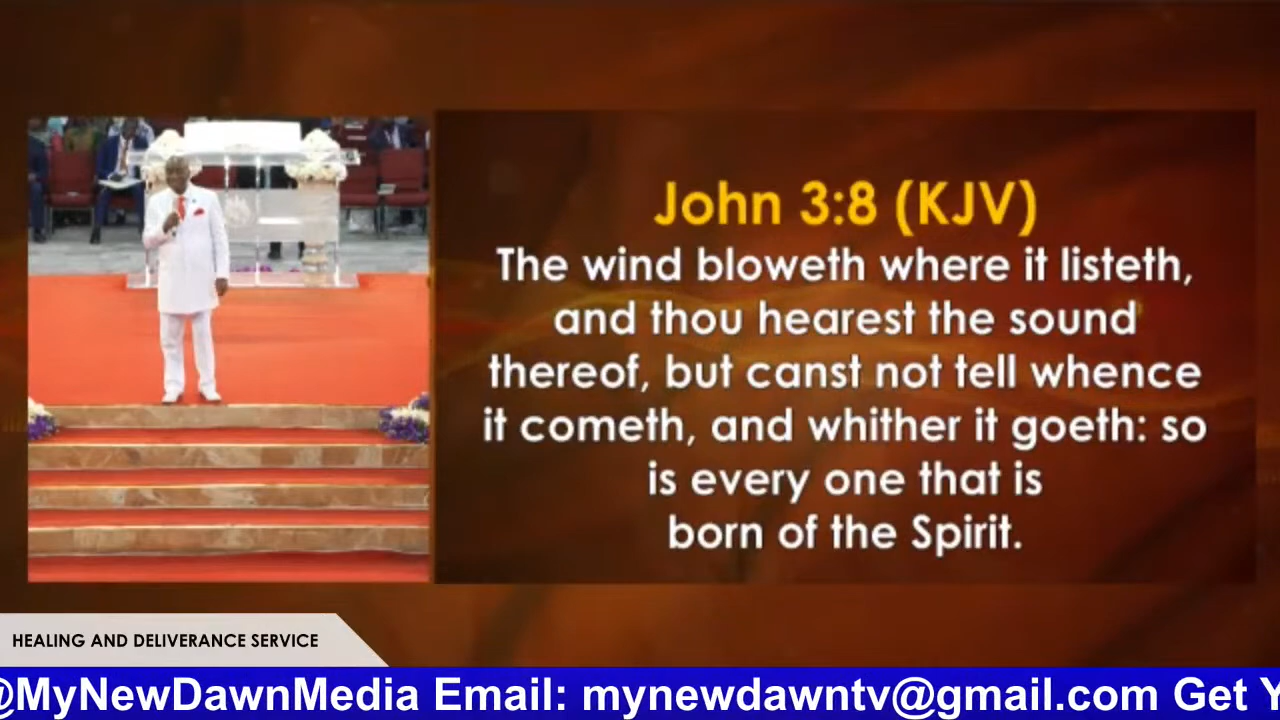 John 3:8 (KJV)
The wind bloweth where it listeth,
and thou hearest the sound
thereof, but canst not tell whence
it cometh, and whither it goeth: so
is every one that is
born of the Spirit.
HEALING AND DELIVERANCE SERVICE
@MyNewDawnMedia Email: mynewdawntv@gmail.com Get